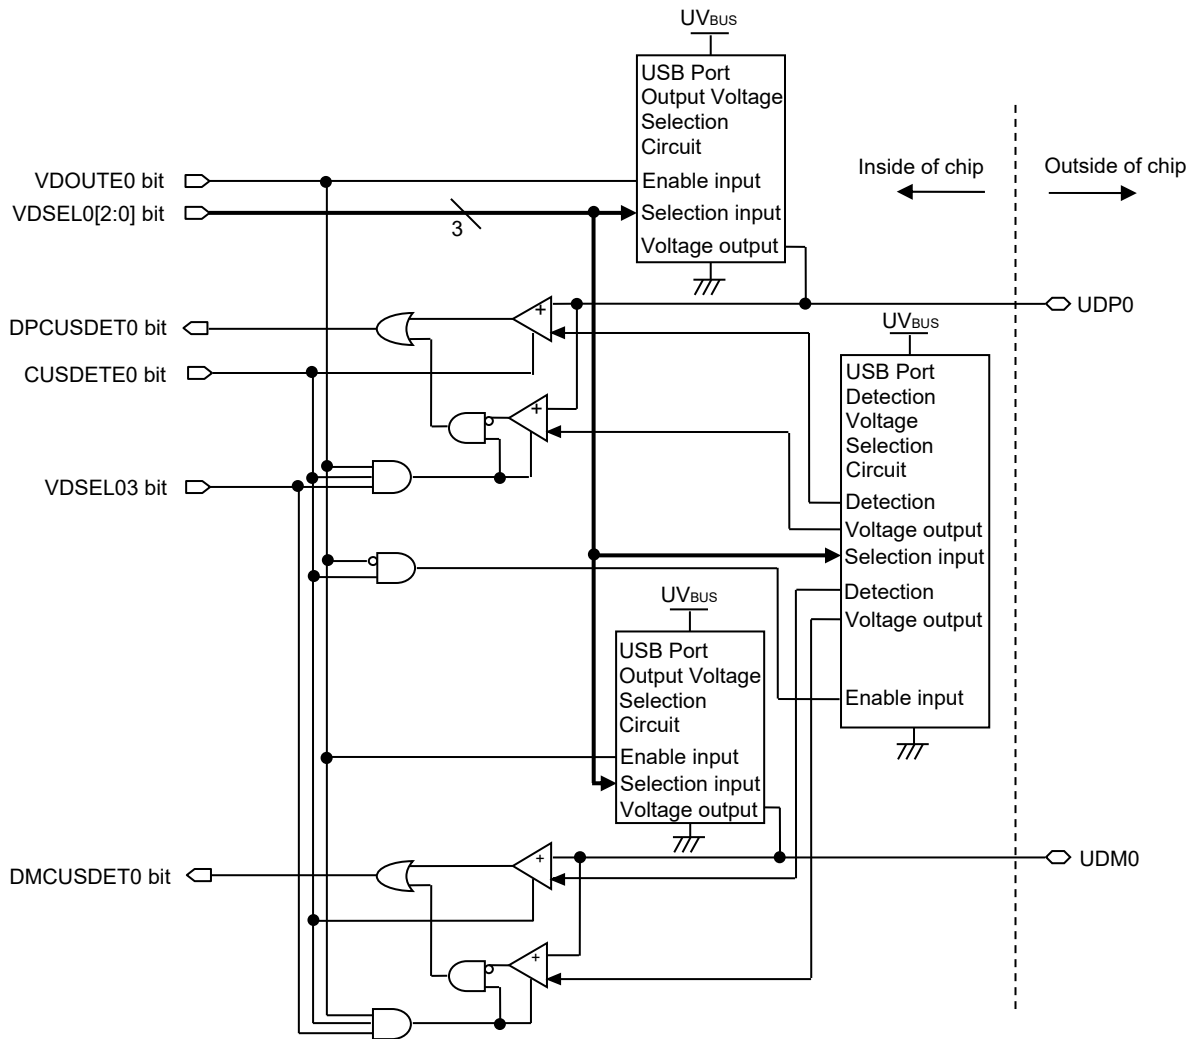 UVBUS
USB Port
Output Voltage
Selection
Circuit
Enable input
Selection input
Voltage output
VDOUTE0 bit
VDSEL0[2:0] bit
3
Inside of chip
Outside of chip
DPCUSDET0 bit
+
UDP0
CUSDETE0 bit
+
VDSEL03 bit
UVBUS
USB Port
Detection
Voltage
Selection
Circuit
Detection
Voltage output
Selection input
Detection
Voltage output
Enable input
UVBUS
USB Port
Output Voltage
Selection
Circuit
Enable input
Selection input
Voltage output
DMCUSDET0 bit
+
UDM0
+